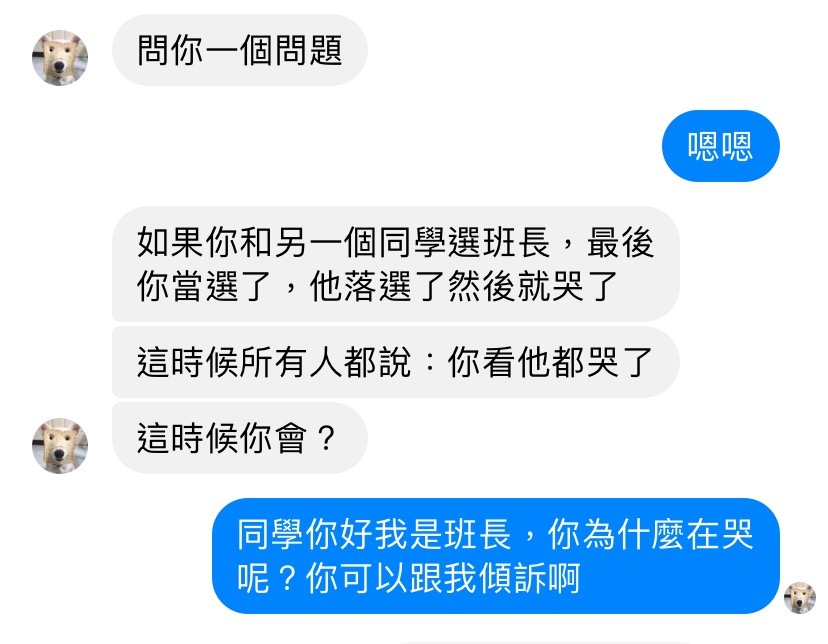 問你一個問題
嗯嗯
如果你和另一個同學選班長，最後
你當選了，他落選了然後就哭了
這時候所有人都說：你看他都哭了
這時候你會？
同學你好我是班長，你為什麼在哭
呢？你可以跟我傾訴啊